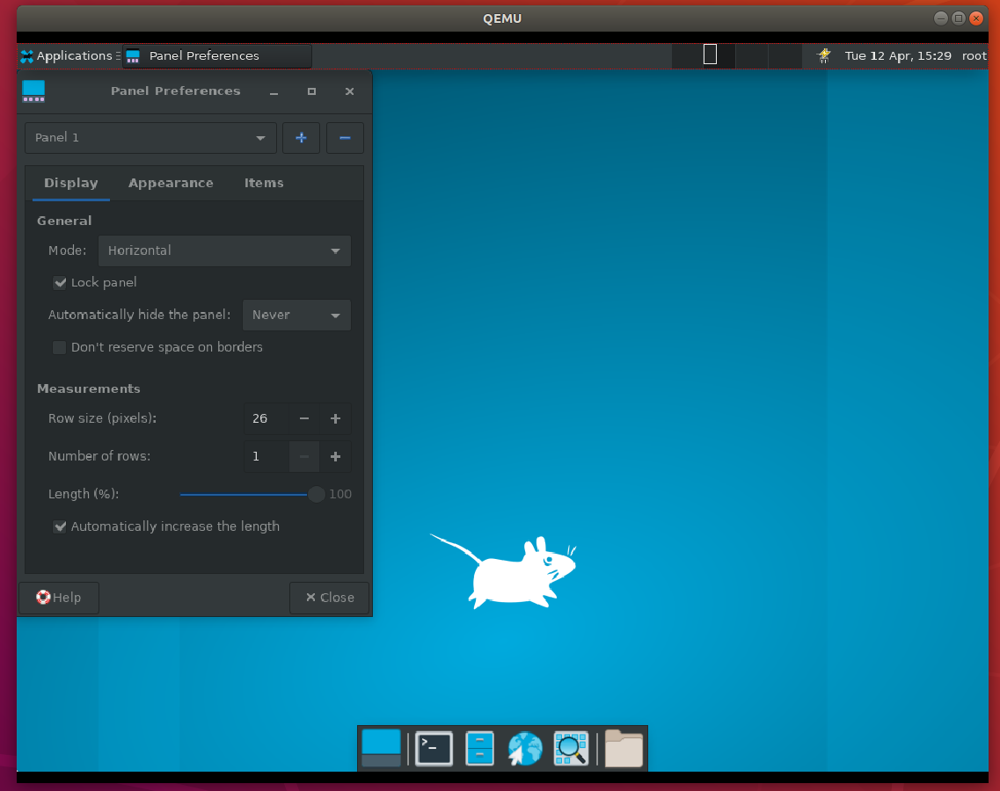 QEMU
Applications Panel Preferences Tue 12 Apr, 15:29 root
Panel Preferences
Panel 1
Display Appearance Items
General
Mode: Horizontal
Lock panel
Automatically hide the panel: Never
Don't reserve space on borders
Measurements
Row size (pixels): 26
Number of rows: 1
Length (%): 100
Automatically increase the length
Help Close
>_